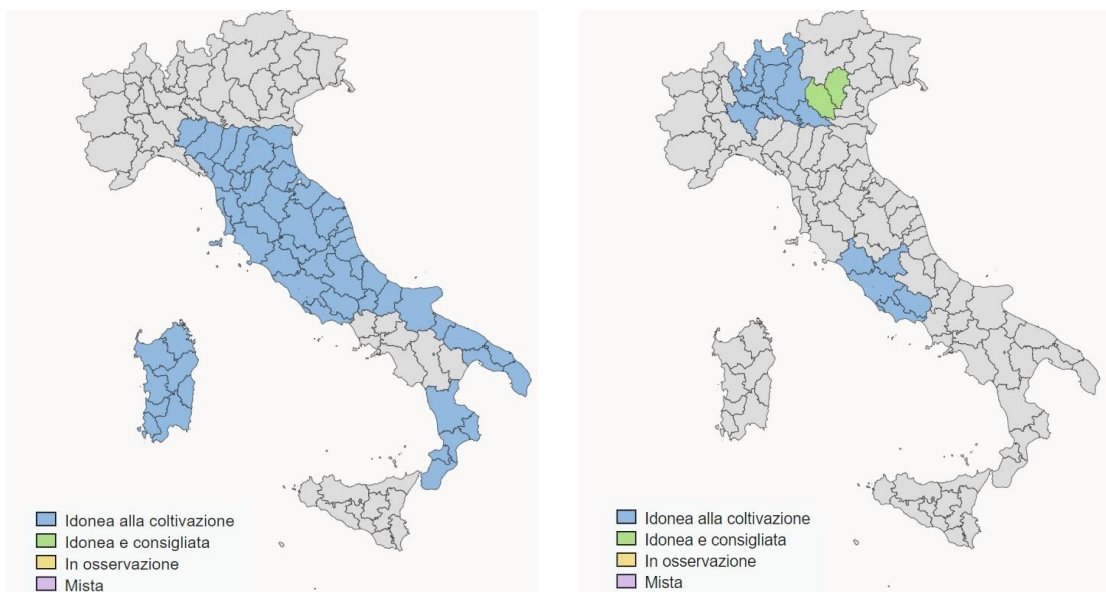 Idonea alla coltivazione
Idonea e consigliata
In osservazione
Mista
Idonea alla coltivazione
Idonea e consigliata
In osservazione
Mista